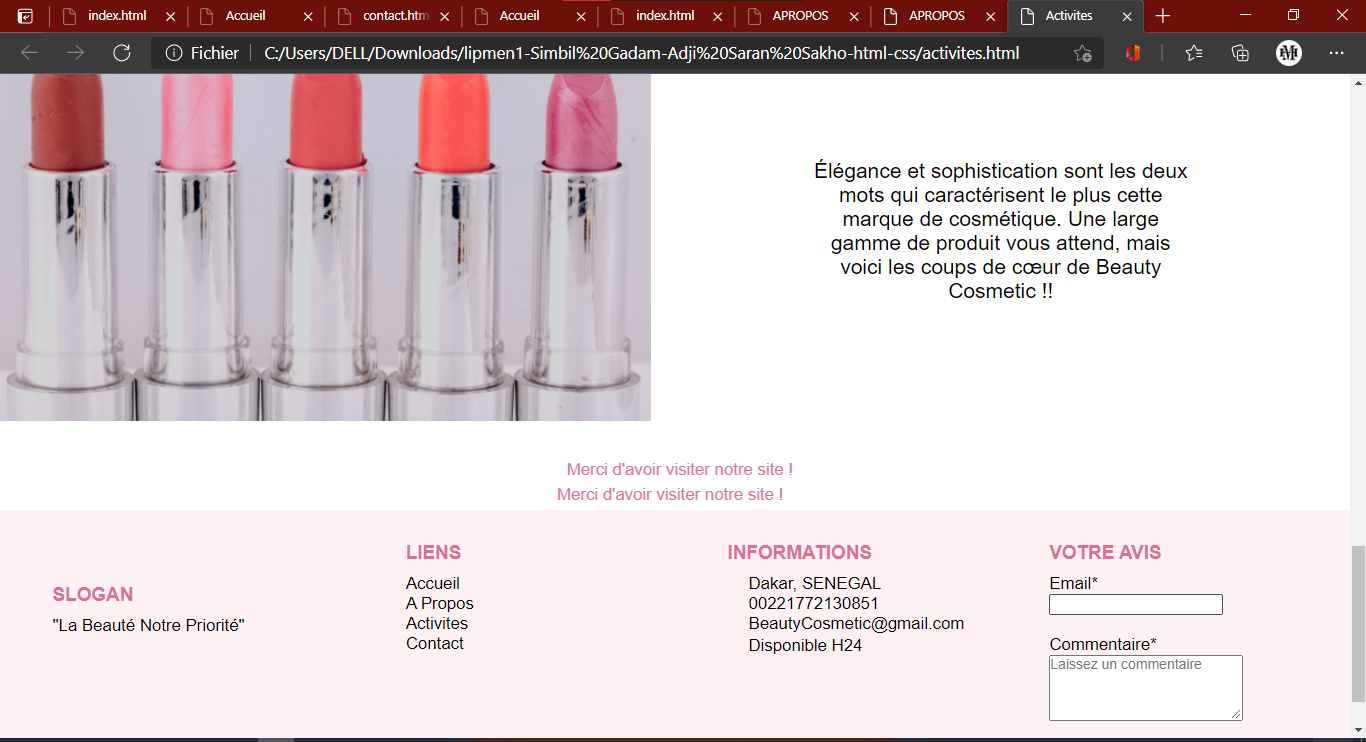 index.html
Accueil
contact.htm
Accueil
index.html
APROPOS
APROPOS
Activites
Fichier
C:/Users/DELL/Downloads/lipmen1-Simbil%20Gadam-Adji%20Saran%20Sakho-html-css/activites.html
Élégance et sophistication sont les deux
mots qui caractérisent le plus cette
marque de cosmétique. Une large
gamme de produit vous attend, mais
voici les coups de cœur de Beauty
Cosmetic !!
Merci d'avoir visiter notre site !
Merci d'avoir visiter notre site !
SLOGAN
"La Beauté Notre Priorité"
LIENS
Accueil
A Propos
Activites
Contact
INFORMATIONS
Dakar, SENEGAL
00221772130851
BeautyCosmetic@gmail.com
Disponible H24
VOTRE AVIS
Email*
Commentaire*
Laissez un commentaire